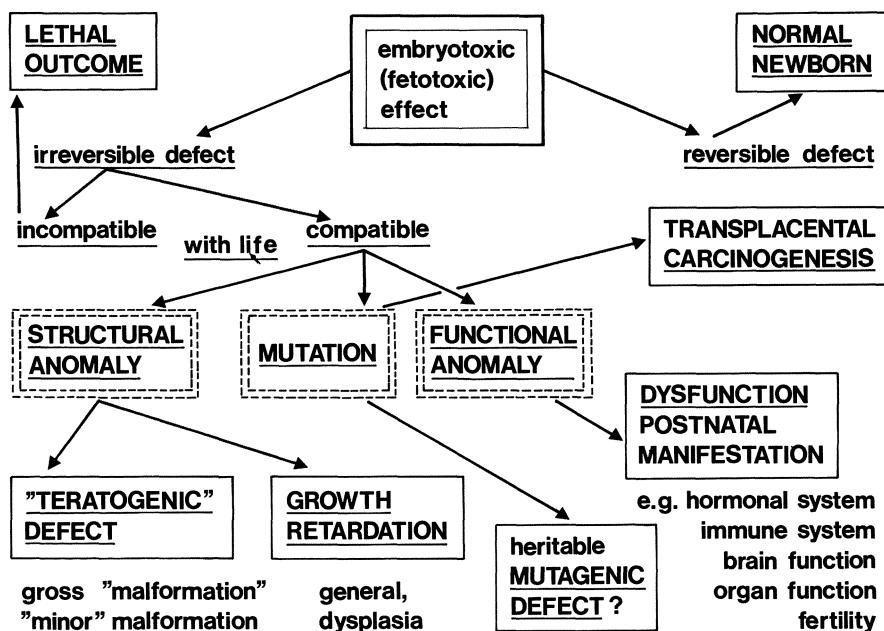 LETHAL
OUTCOME
embryotoxic
(fetotoxic)
effect
NORMAL
NEWBORN
irreversible defect
reversible defect
incompatible
with life
compatible
TRANSPLACENTAL
CARCINOGENESIS
STRUCTURAL
ANOMALY
MUTATION
FUNCTIONAL
ANOMALY
DYSFUNCTION
POSTNATAL
MANIFESTATION
e.g. hormonal system
immune system
brain function
organ function
fertility
"TERATOGENIC"
DEFECT
gross "malformation"
"minor" malformation
GROWTH
RETARDATION
general,
dysplasia
heritable
MUTAGENIC
DEFECT ?